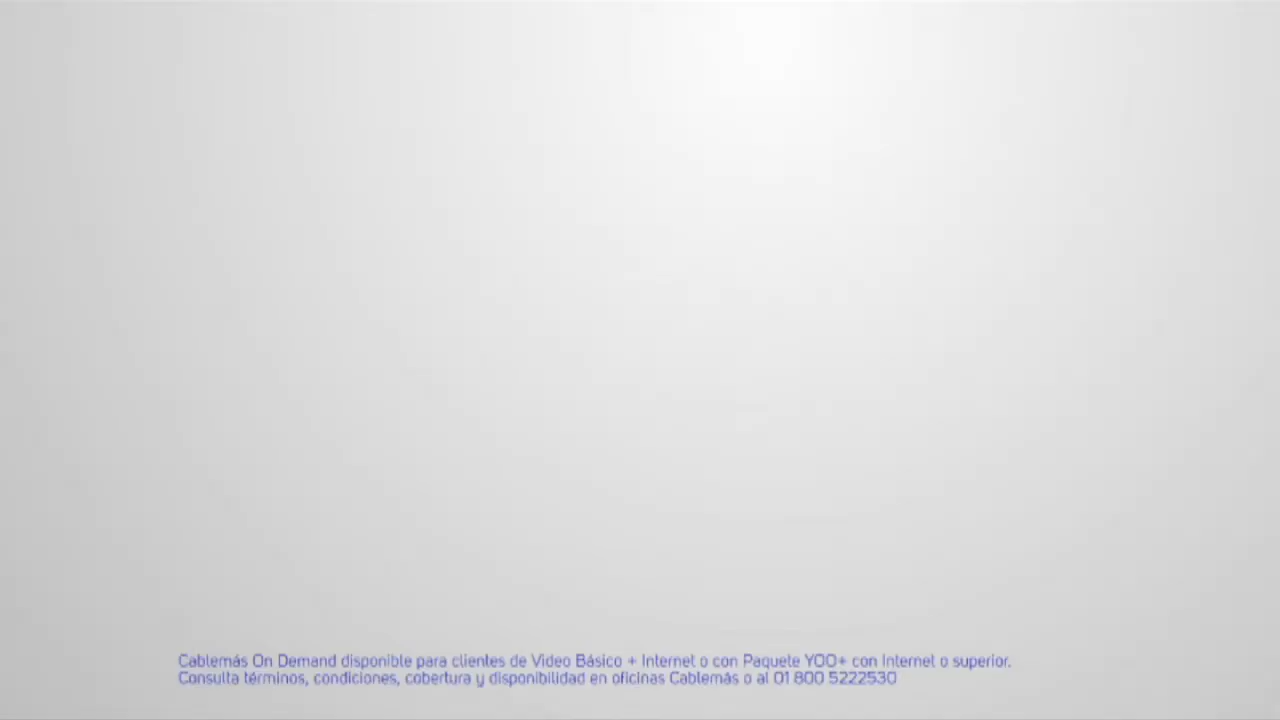 Cablemás On Demand disponible para clientes de Video Básico + Internet o con Paquete YOO+ con Internet o superior.
Consulta términos, condiciones, cobertura y disponibilidad en oficinas Cablemás o al 01 800 5222530